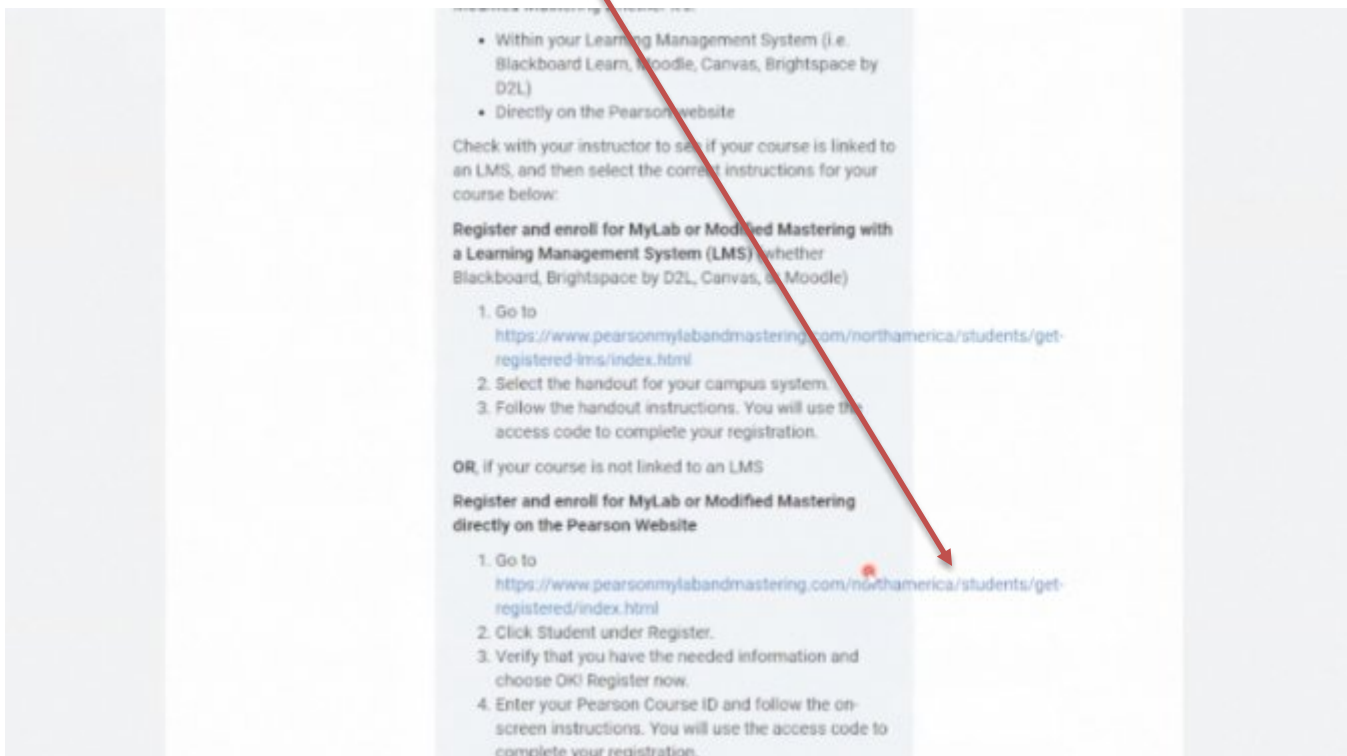 Modified Mastering
• Within your Learning Management System (i.e.
Blackboard Learn, Moodle, Canvas, Brightspace by
D2L)
• Directly on the Pearson website
Check with your instructor to see if your course is linked to
an LMS, and then select the correct instructions for your
course below:
Register and enroll for MyLab or Modified Mastering with
a Learning Management System (LMS) (whether
Blackboard, Brightspace by D2L, Canvas, or Moodle)
1. Go to
https://www.pearsonmylabandmastering.com/northamerica/students/get-
registered-lms/index.html
2. Select the handout for your campus system.
3. Follow the handout instructions. You will use the
access code to complete your registration.
OR, if your course is not linked to an LMS
Register and enroll for MyLab or Modified Mastering
directly on the Pearson Website
1. Go to
https://www.pearsonmylabandmastering.com/northamerica/students/get-
registered/index.html
2. Click Student under Register.
3. Verify that you have the needed information and
choose OK! Register now.
4. Enter your Pearson Course ID and follow the on-
screen instructions. You will use the access code to
complete your registration.